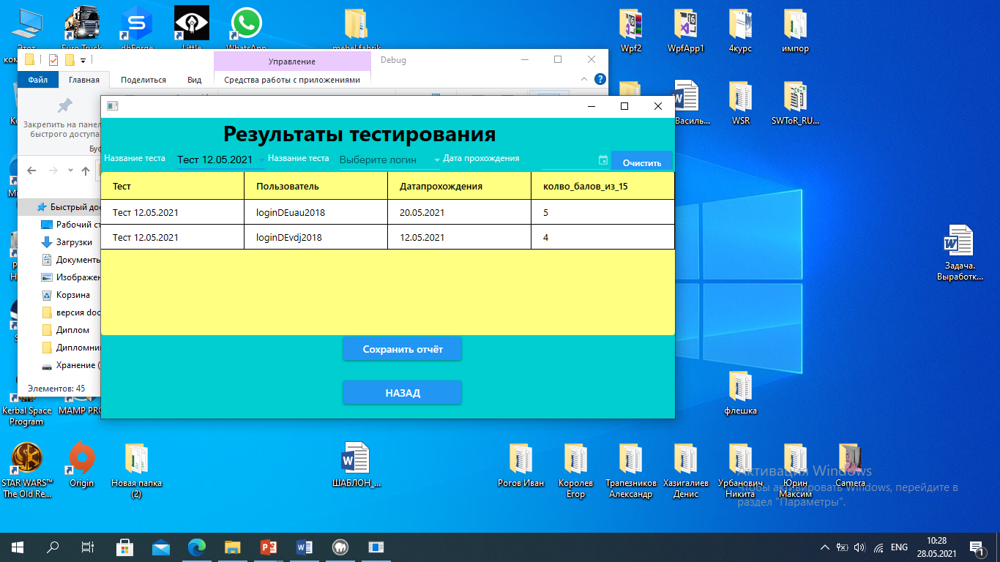 Этот
Euro Truck
dbForge
Little
WhatsApp
mebel fabrik
Wpf2
WpfApp1
4курс
импор
Управление
Debug
Файл
Главная
Поделиться
Вид
Средства работы с приложениями
Закрепить на панел
быстрого доступа
Василь...
WSR
SWToR_RU...
Результаты тестирования
Название теста
Тест 12.05.2021
Название теста
Выберите логин
Дата прохождения
Очистить
Тест
Пользователь
Датапрохождения
колво_балов_из_15
Тест 12.05.2021
loginDEuau2018
20.05.2021
5
Тест 12.05.2021
loginDEvdj2018
12.05.2021
4
Сохранить отчёт
НАЗАД
Быстрый дос
Рабочий ст
Загрузки
Документы
Изображен
Корзина
версия doc
Диплом
Дипломни
Хранение (
Элементов: 45
Задача.
Выработк...
флешка
Kerbal Space
Program
MAMP PRO
STAR WARS™
The Old Re...
Origin
Новая папка
(2)
ШАБЛОН_...
Рогов Иван
Королев
Егор
Трапезников
Александр
Хазигалиев
Денис
Урбанович
Никита
Юрин
Максим
Camera
Активация Windows
Чтобы активировать Windows, перейдите в
раздел "Параметры".
ENG
10:28
28.05.2021
1